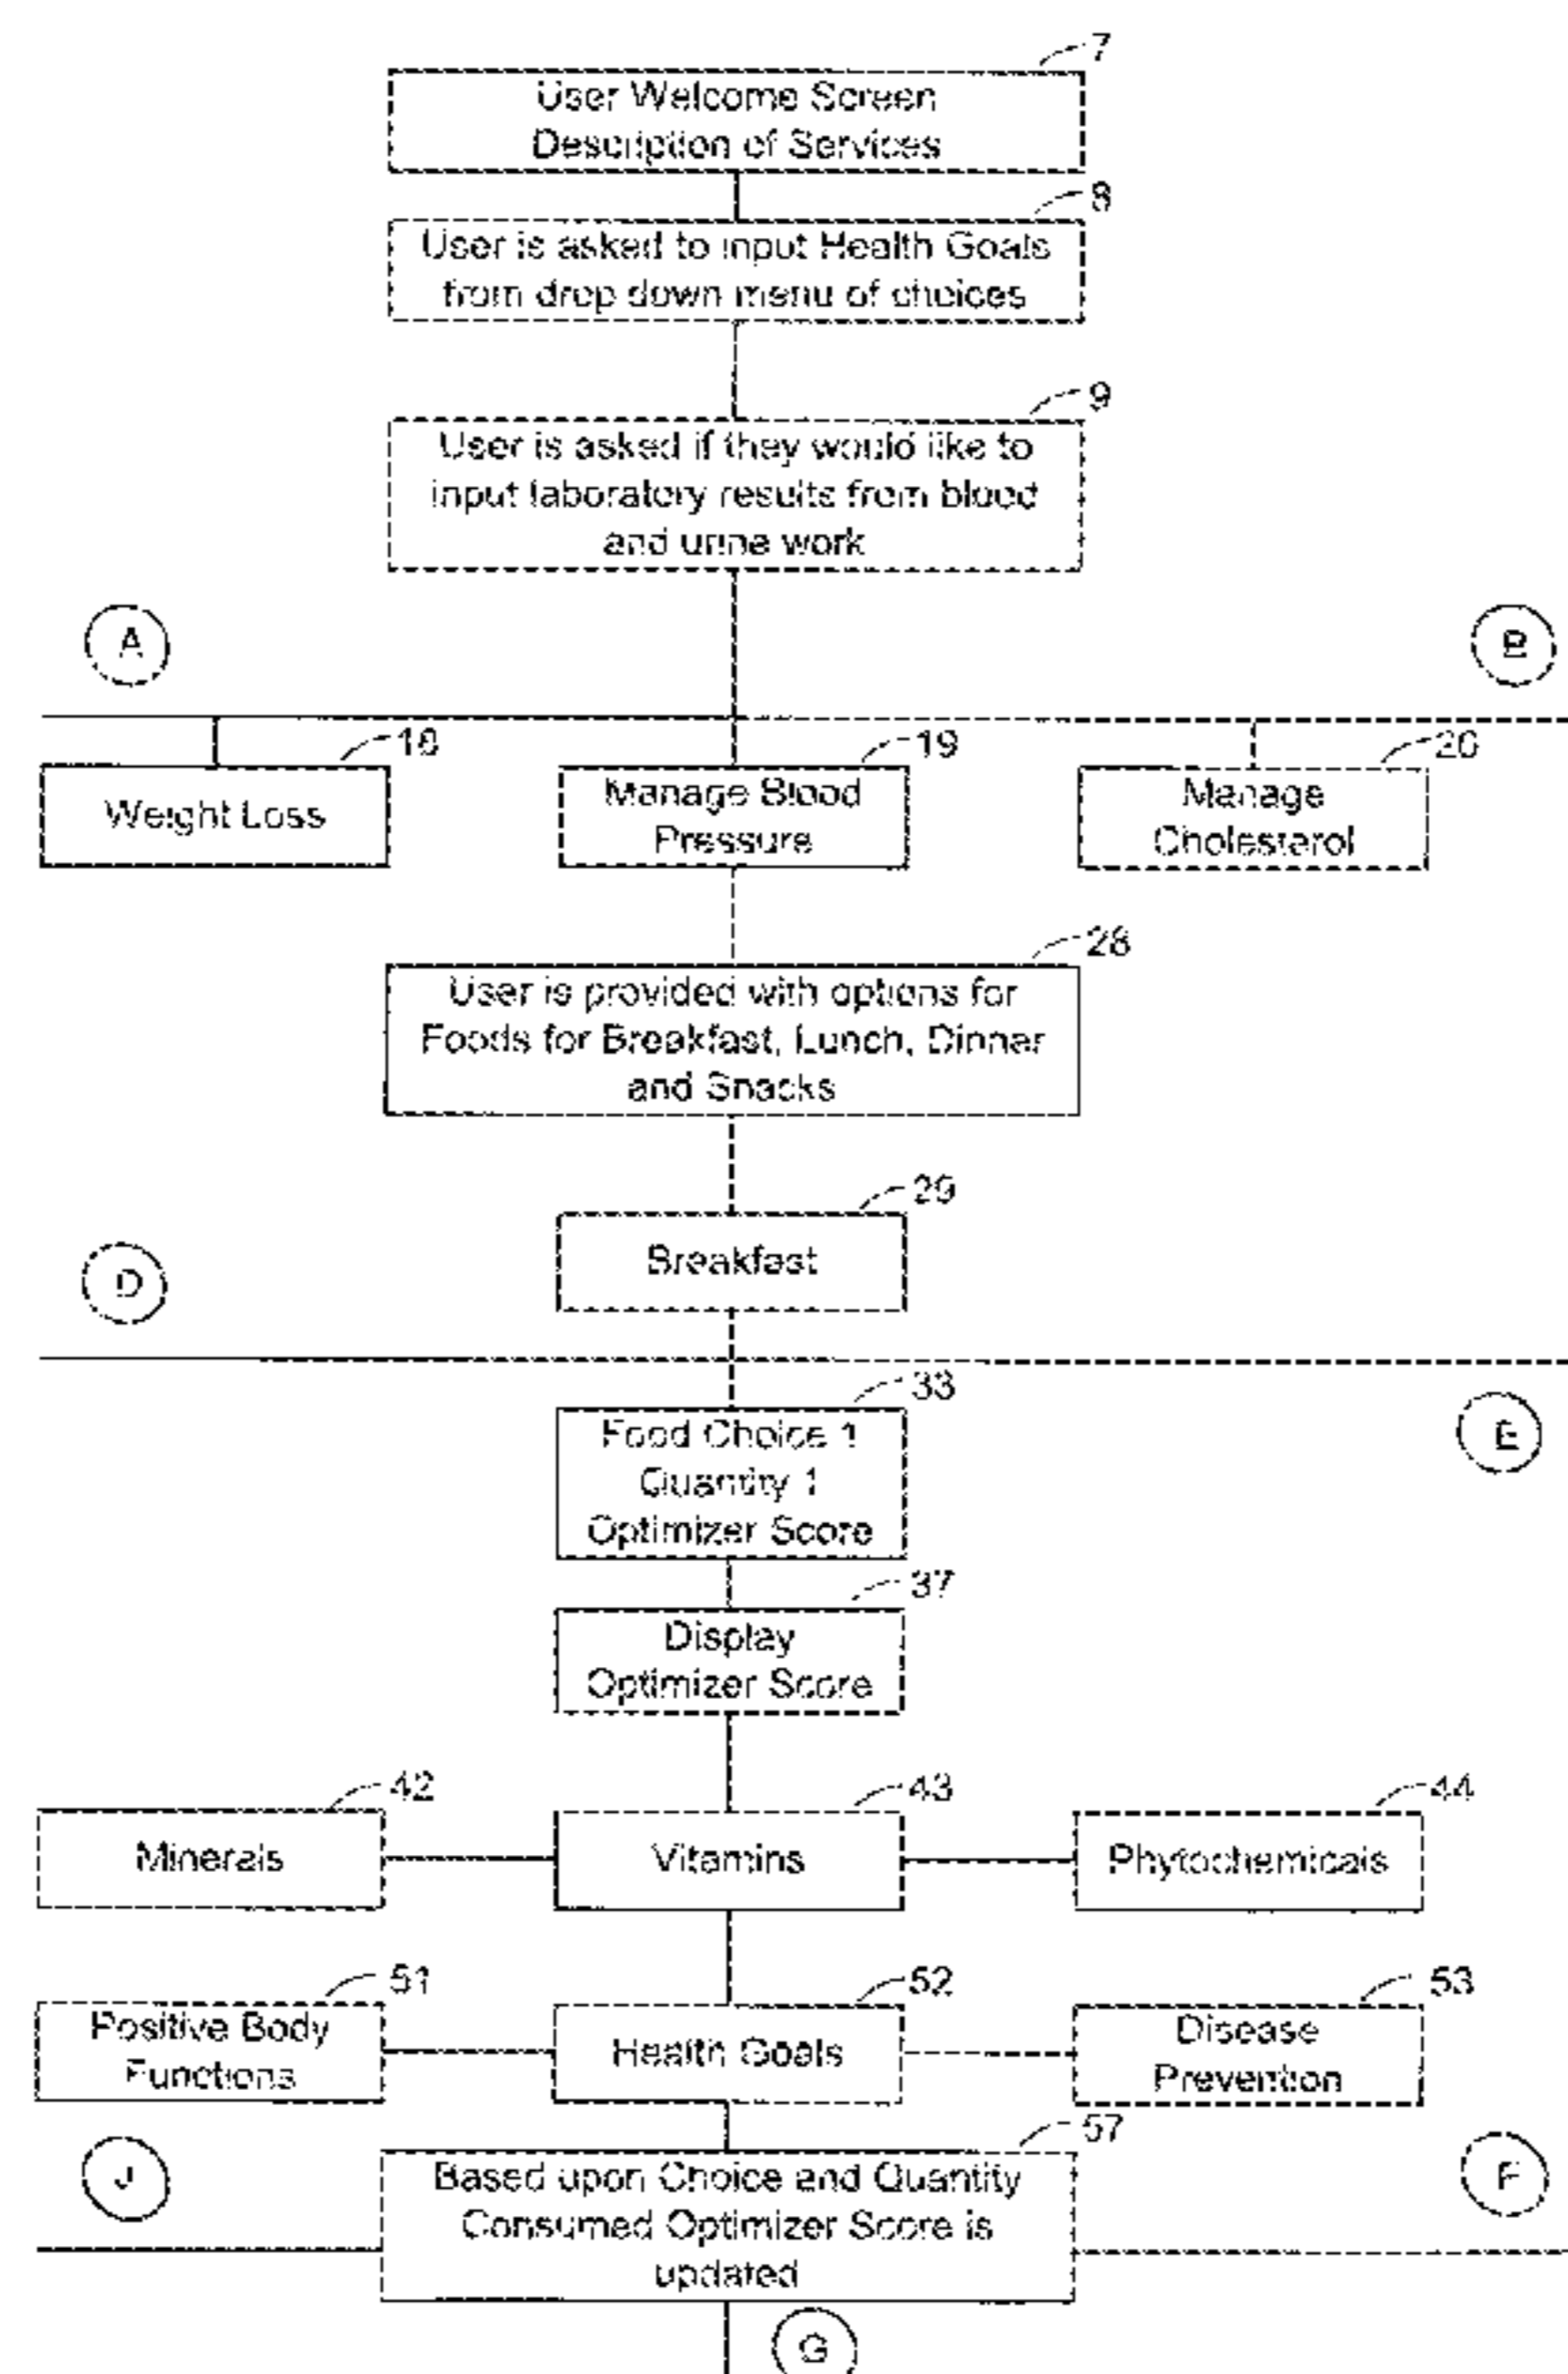 7
User Welcome Screen
Description of Services
8
User is asked to input Health Goals
from drop down menu of choices
9
User is asked if they would like to
input laboratory results from blood
and urine work
A
B
18
19
20
Weight Loss
Manage Blood
Pressure
Manage
Cholesterol
28
User is provided with options for
Foods for Breakfast, Lunch, Dinner
and Snacks
29
Breakfast
D
33
Food Choice 1
Quantity 1
Optimizer Score
E
37
Display
Optimizer Score
42
43
44
Minerals
Vitamins
Phytochemicals
51
52
53
Positive Body
Functions
Health Goals
Disease
Prevention
57
J
Based upon Choice and Quantity
Consumed Optimizer Score is
updated
F
G